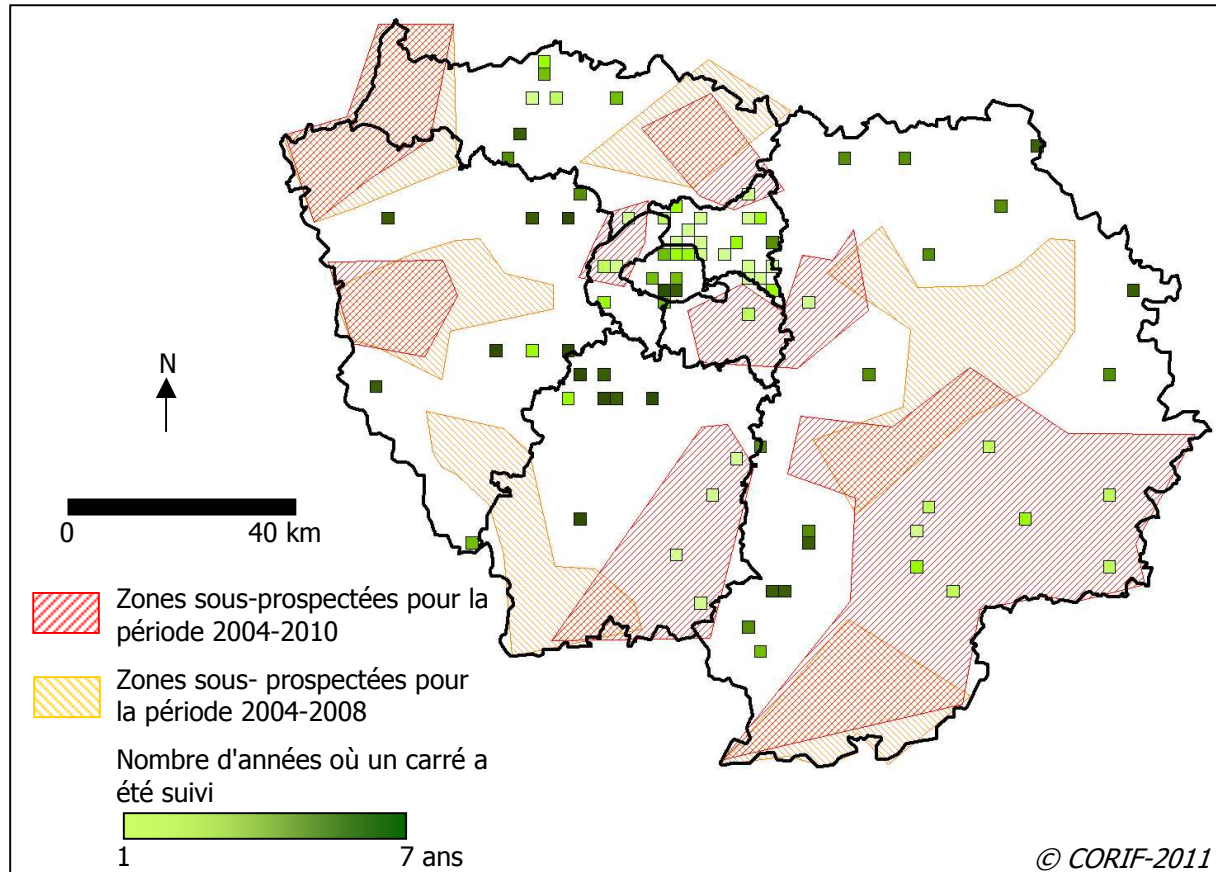 N
0 40 km
Zones sous-prospectées pour la
période 2004-2010
Zones sous- prospectées pour
la période 2004-2008
Nombre d'années où un carré a
été suivi
1 7 ans
© CORIF-2011